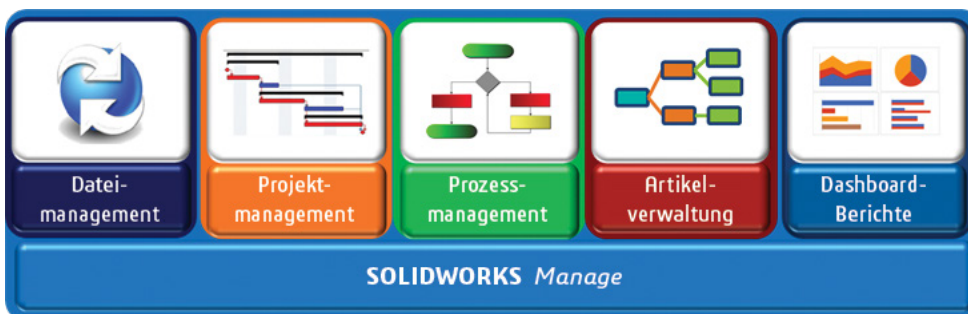 Datei-
management
Projekt-
management
Prozess-
management
Artikel-
verwaltung
Dashboard-
Berichte
SOLIDWORKS Manage